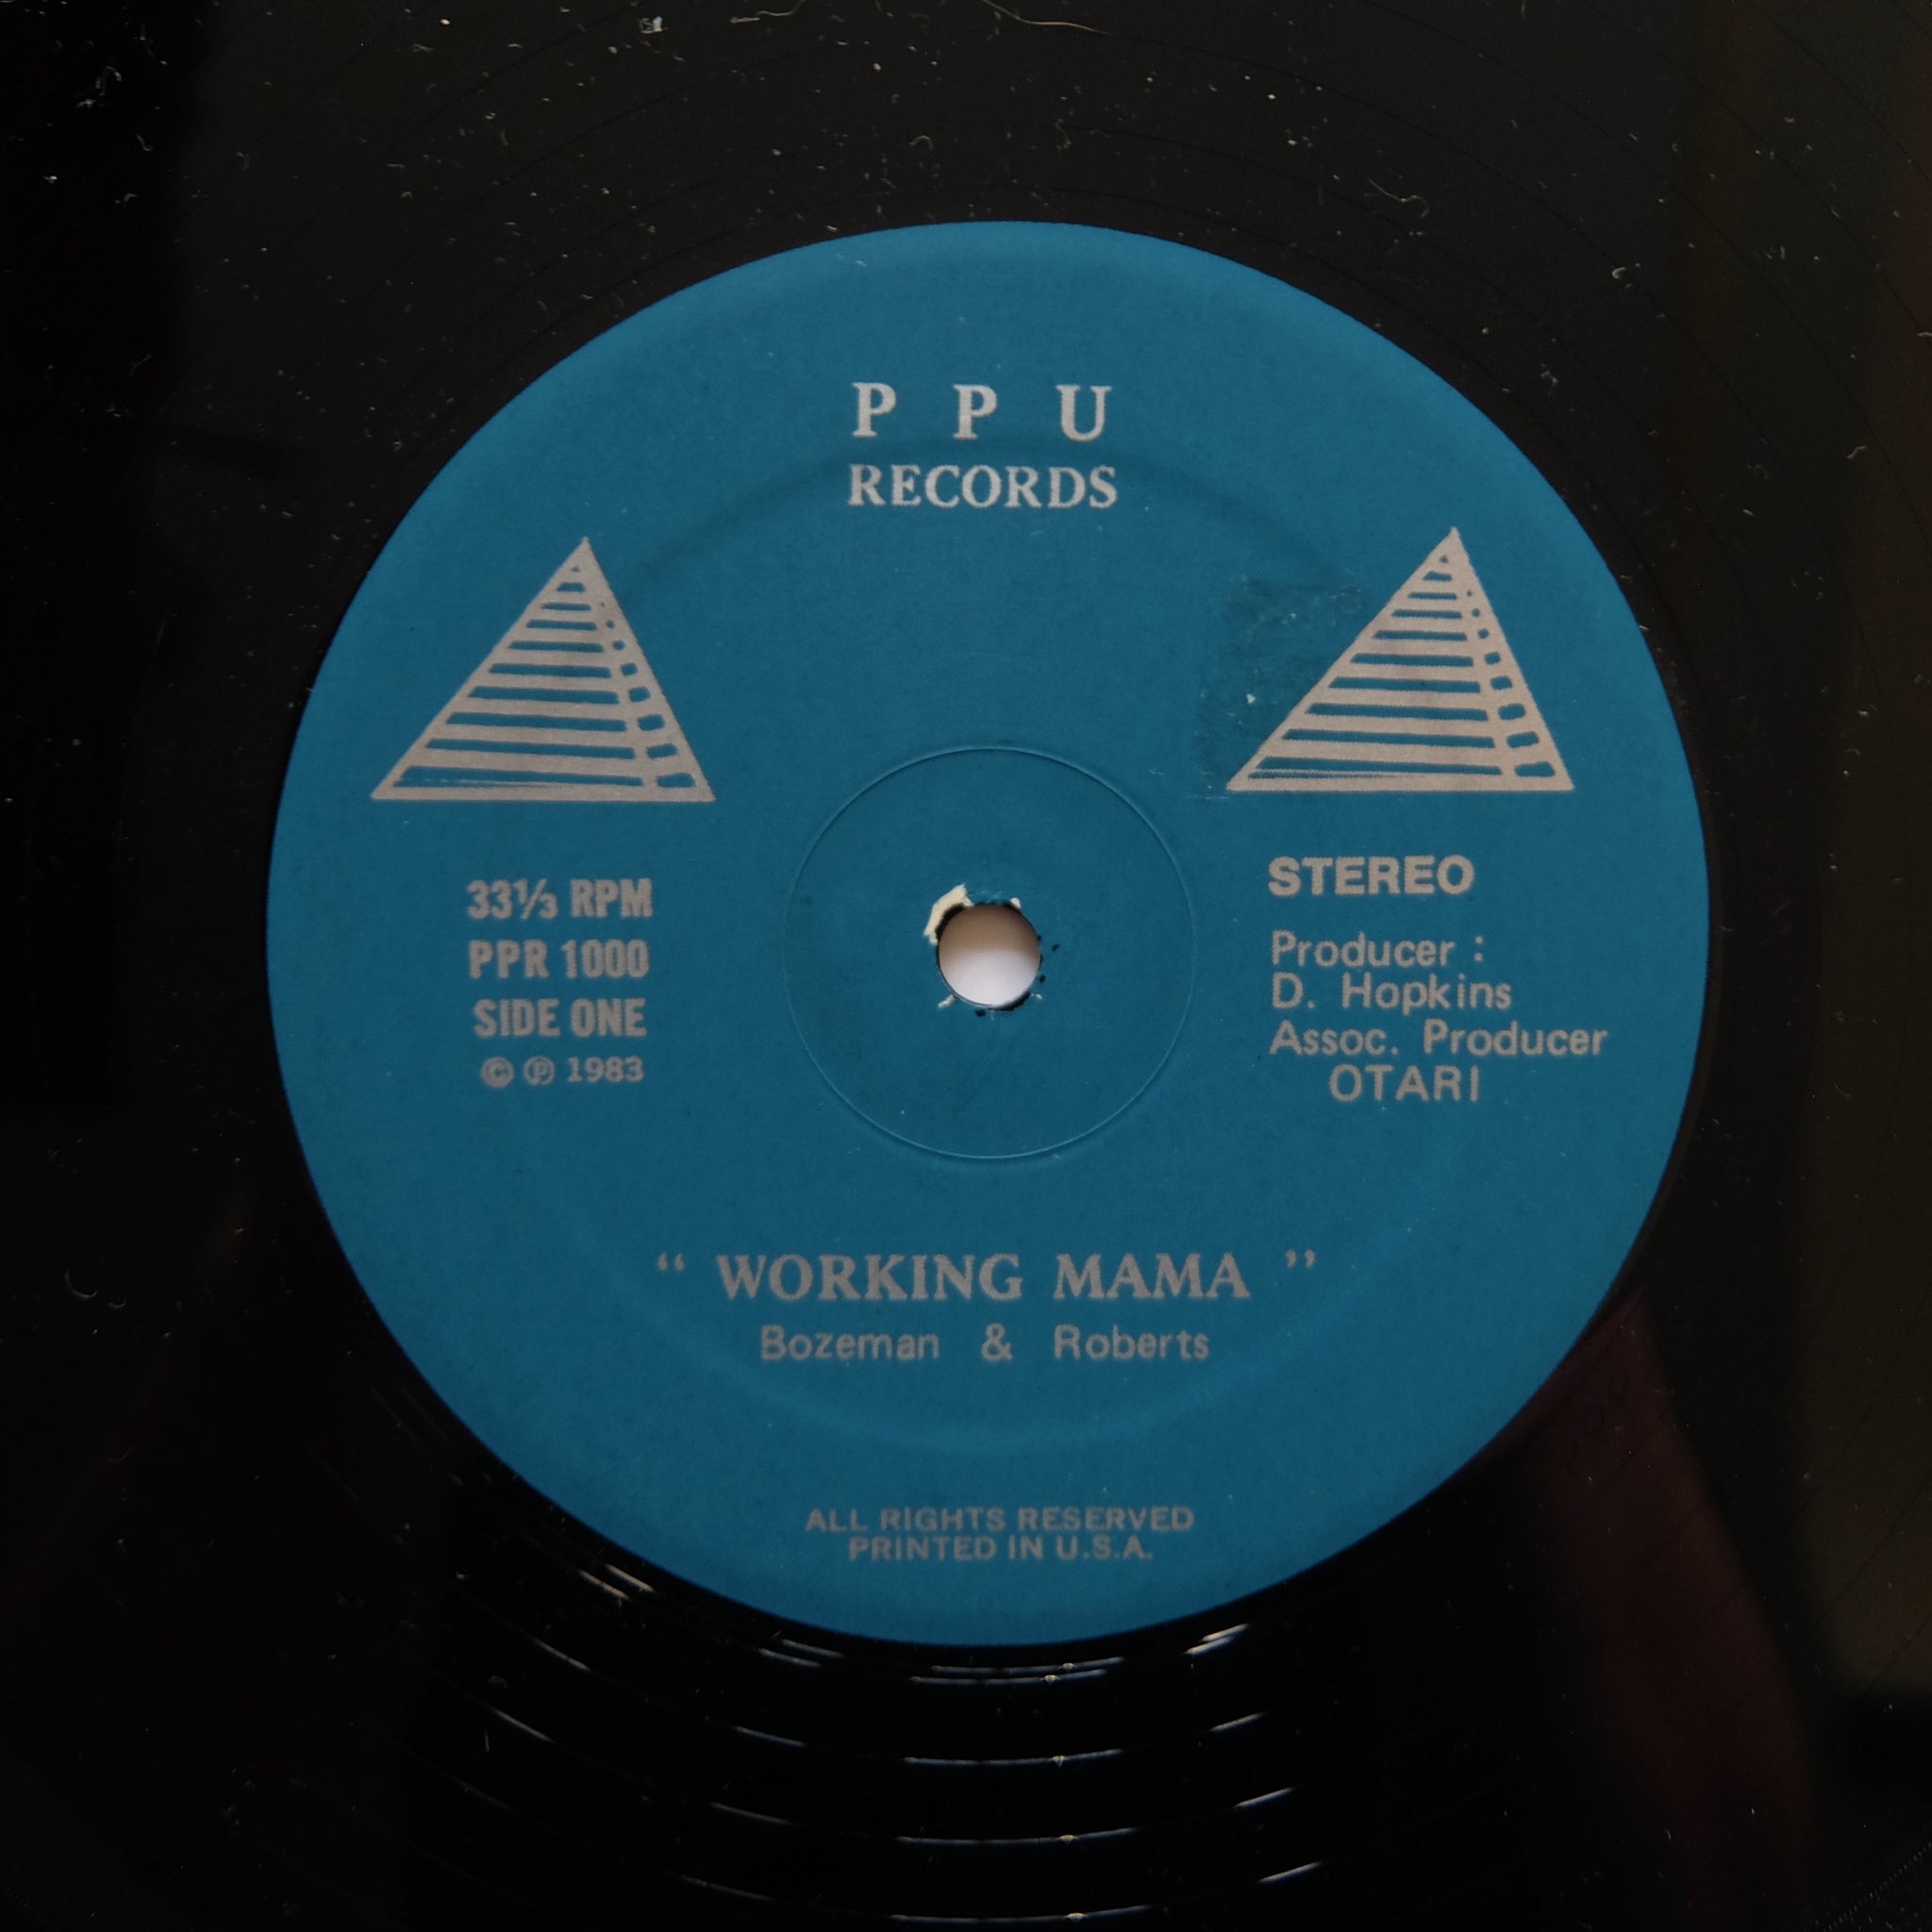 P P U
RECORDS
33⅓ RPM
PPR 1000
SIDE ONE
© ℗ 1983
STEREO
Producer :
D. Hopkins
Assoc. Producer
OTARI
“ WORKING MAMA ”
Bozeman & Roberts
ALL RIGHTS RESERVED
PRINTED IN U.S.A.